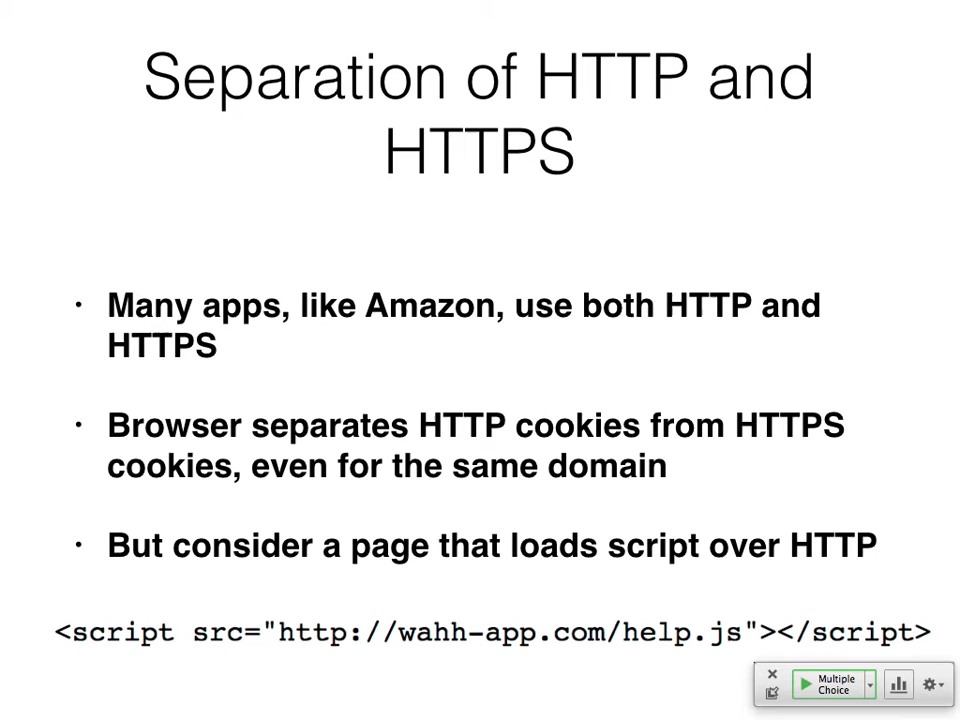 Separation of HTTP and
HTTPS
• Many apps, like Amazon, use both HTTP and
HTTPS
• Browser separates HTTP cookies from HTTPS
cookies, even for the same domain
• But consider a page that loads script over HTTP
<script src="http://wahh-app.com/help.js"></script>
Multiple
Choice